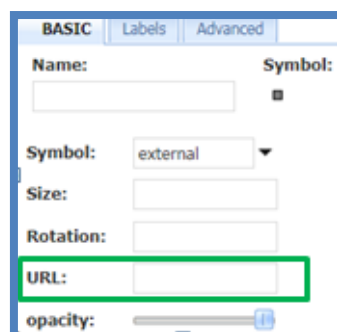 BASIC Labels Advanced
Name: Symbol:
Symbol: external
Size:
Rotation:
URL:
opacity: